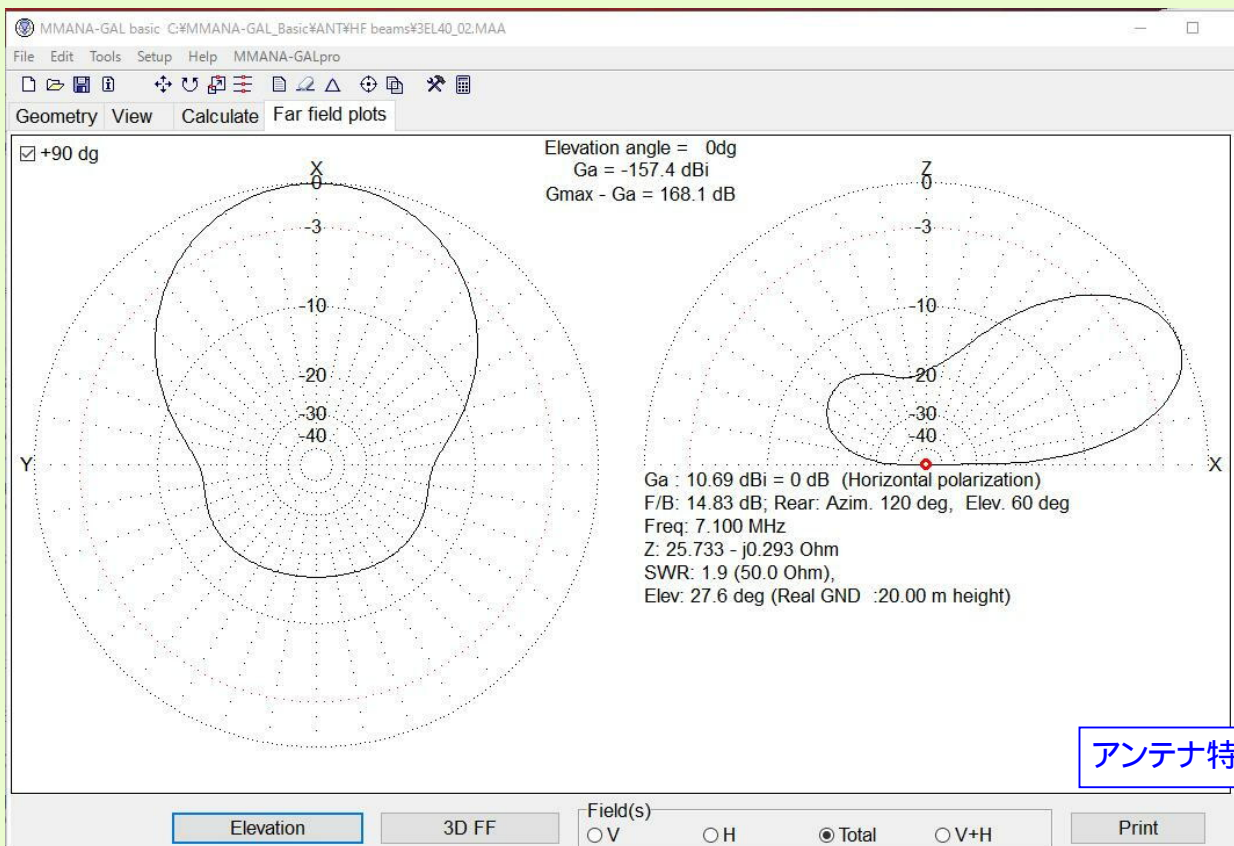 MMANA-GAL basic C:¥MMANA-GAL_Basic¥ANT¥HF beams¥3EL40_02.MAA
File Edit Tools Setup Help MMANA-GALpro
Geometry View Calculate Far field plots
+90 dg
Elevation angle = 0dg
Ga = -157.4 dBi
Gmax - Ga = 168.1 dB
X
0
-3
-10
-20
-30
-40
Y
Z
0
-3
-10
-20
-30
-40
X
Ga : 10.69 dBi = 0 dB (Horizontal polarization)
F/B: 14.83 dB; Rear: Azim. 120 deg, Elev. 60 deg
Freq: 7.100 MHz
Z: 25.733 - j0.293 Ohm
SWR: 1.9 (50.0 Ohm),
Elev: 27.6 deg (Real GND :20.00 m height)
アンテナ特
Elevation
3D FF
Field(s)
V H Total V+H
Print